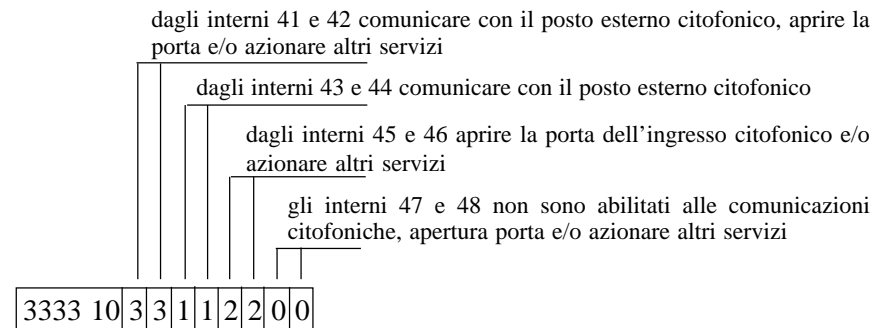 dagli interni 41 e 42 comunicare con il posto esterno citofonico, aprire la
porta e/o azionare altri servizi
dagli interni 43 e 44 comunicare con il posto esterno citofonico
dagli interni 45 e 46 aprire la porta dell'ingresso citofonico e/o
azionare altri servizi
gli interni 47 e 48 non sono abilitati alle comunicazioni
citofoniche, apertura porta e/o azionare altri servizi
3333 10 3 3 1 1 2 2 0 0